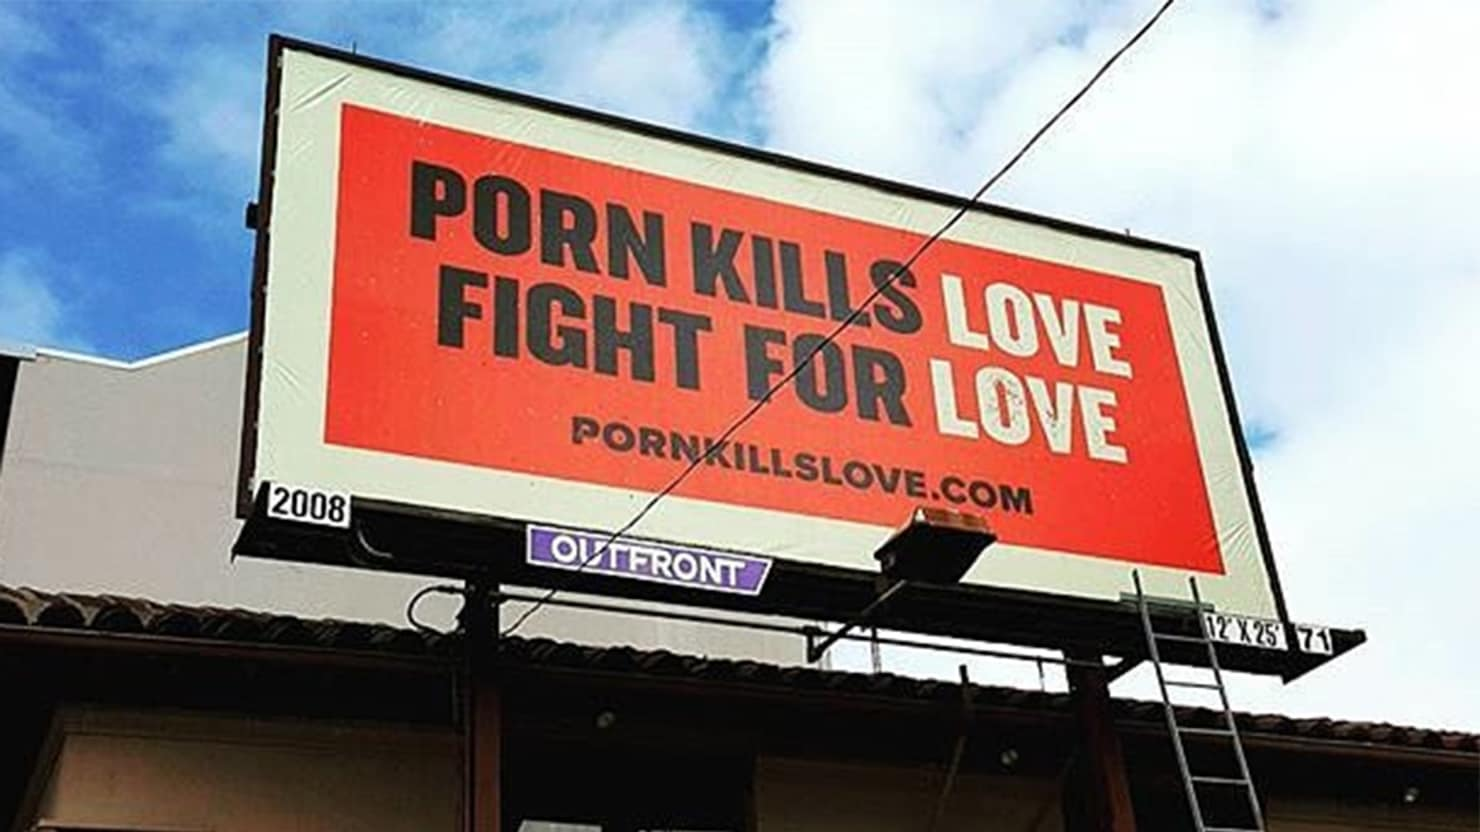 PORN KILLS LOVE
FIGHT FOR LOVE
PORNKILLSLOVE.COM
2008
OUTFRONT
12' X 25'
71